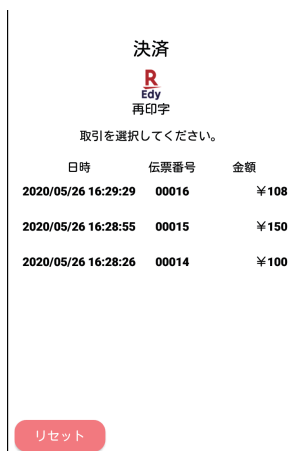 決済
R
Edy
再印字
取引を選択してください。
日時 伝票番号 金額
2020/05/26 16:29:29 00016 ￥108
2020/05/26 16:28:55 00015 ￥150
2020/05/26 16:28:26 00014 ￥100
リセット